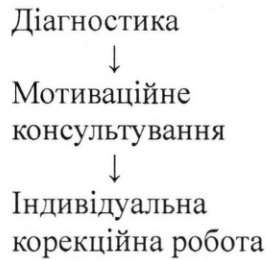 Діагностика
↓
Мотиваційне
консультування
↓
Індивідуальна
корекційна робота